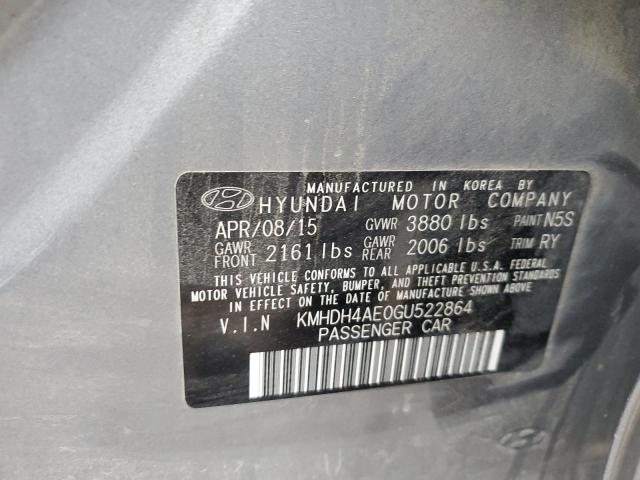 MANUFACTURED IN KOREA BY
HYUNDAI MOTOR COMPANY
APR/08/15 GVWR 3880 lbs PAINT N5S
GAWR FRONT 2161 lbs GAWR REAR 2006 lbs TRIM RY
THIS VEHICLE CONFORMS TO ALL APPLICABLE U.S.A. FEDERAL
MOTOR VEHICLE SAFETY, BUMPER, AND THEFT PREVENTION STANDARDS
IN EFFECT ON THE DATE OF MANUFACTURE SHOWN ABOVE
V.I.N KMHDH4AE0GU522864
PASSENGER CAR